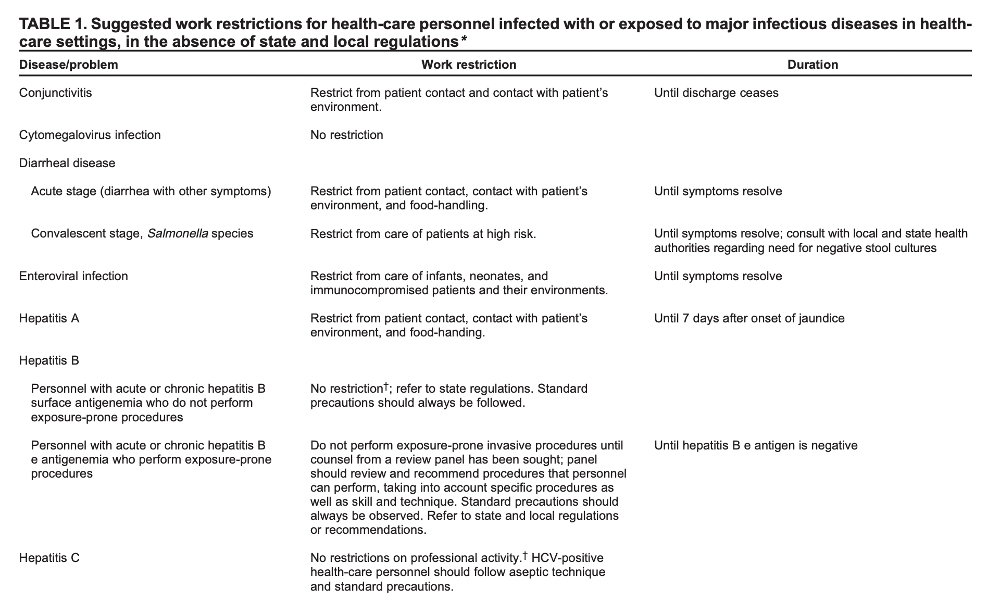 TABLE 1. Suggested work restrictions for health-care personnel infected with or exposed to major infectious diseases in health-
care settings, in the absence of state and local regulations*
Disease/problem Work restriction Duration
Conjunctivitis Restrict from patient contact and contact with patient’s Until discharge ceases
environment.
Cytomegalovirus infection No restriction
Diarrheal disease
Acute stage (diarrhea with other symptoms) Restrict from patient contact, contact with patient’s Until symptoms resolve
environment, and food-handling.
Convalescent stage, Salmonella species Restrict from care of patients at high risk. Until symptoms resolve; consult with local and state health
authorities regarding need for negative stool cultures
Enteroviral infection Restrict from care of infants, neonates, and Until symptoms resolve
immunocompromised patients and their environments.
Hepatitis A Restrict from patient contact, contact with patient’s Until 7 days after onset of jaundice
environment, and food-handing.
Hepatitis B
Personnel with acute or chronic hepatitis B No restriction†; refer to state regulations. Standard
surface antigenemia who do not perform precautions should always be followed.
exposure-prone procedures
Personnel with acute or chronic hepatitis B Do not perform exposure-prone invasive procedures until Until hepatitis B e antigen is negative
e antigenemia who perform exposure-prone counsel from a review panel has been sought; panel
procedures should review and recommend procedures that personnel
can perform, taking into account specific procedures as
well as skill and technique. Standard precautions should
always be observed. Refer to state and local regulations
or recommendations.
Hepatitis C No restrictions on professional activity.† HCV-positive
health-care personnel should follow aseptic technique
and standard precautions.